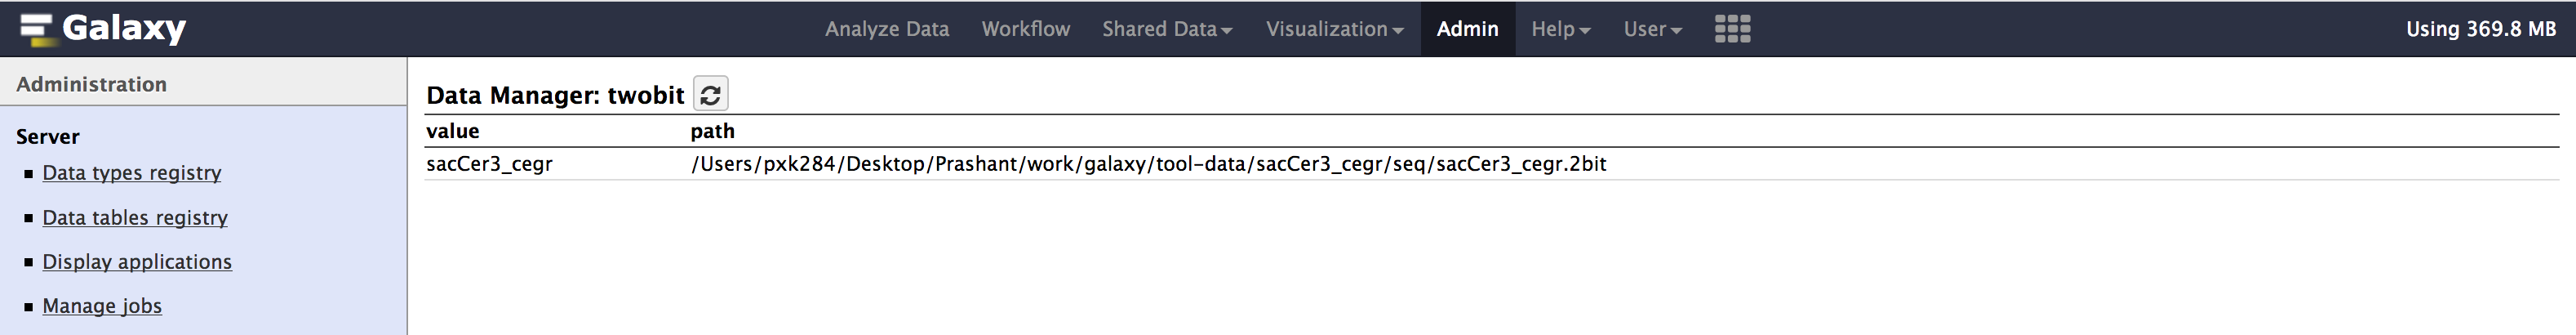 Galaxy
Analyze Data Workflow Shared Data Visualization Admin Help User Using 369.8 MB
Administration
Server
Data types registry
Data tables registry
Display applications
Manage jobs
Data Manager: twobit
value path
sacCer3_cegr /Users/pxk284/Desktop/Prashant/work/galaxy/tool-data/sacCer3_cegr/seq/sacCer3_cegr.2bit